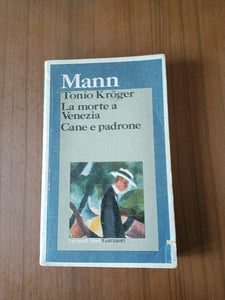 Mann
Tonio Kröger
La morte a
Venezia
Cane e padrone
i grandi libri Garzanti